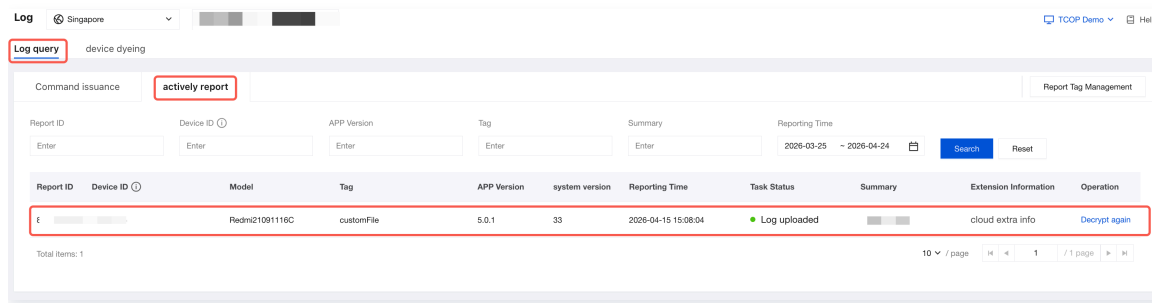 Log Singapore TCOP Demo
Log query device dyeing
Command issuance actively report Report Tag Management
Report ID Device ID APP Version Tag Summary Reporting Time
Enter Enter Enter Enter Enter 2026-03-25 ~ 2026-04-24 Search Reset
Report ID Device ID Model Tag APP Version system version Reporting Time Task Status Summary Extension Information Operation
Redmi21091116C customFile 5.0.1 33 2026-04-15 15:08:04 Log uploaded cloud extra info Decrypt again
Total items: 1 10 / page 1 / 1 page